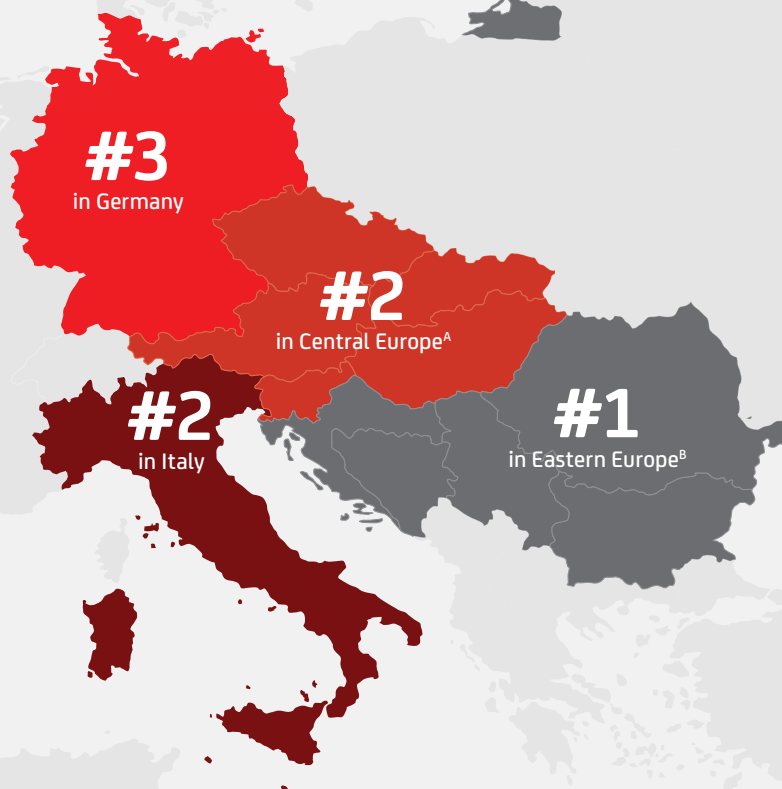 #3
in Germany
#2
in Central Europeᴬ
#2
in Italy
#1
in Eastern Europeᴮ